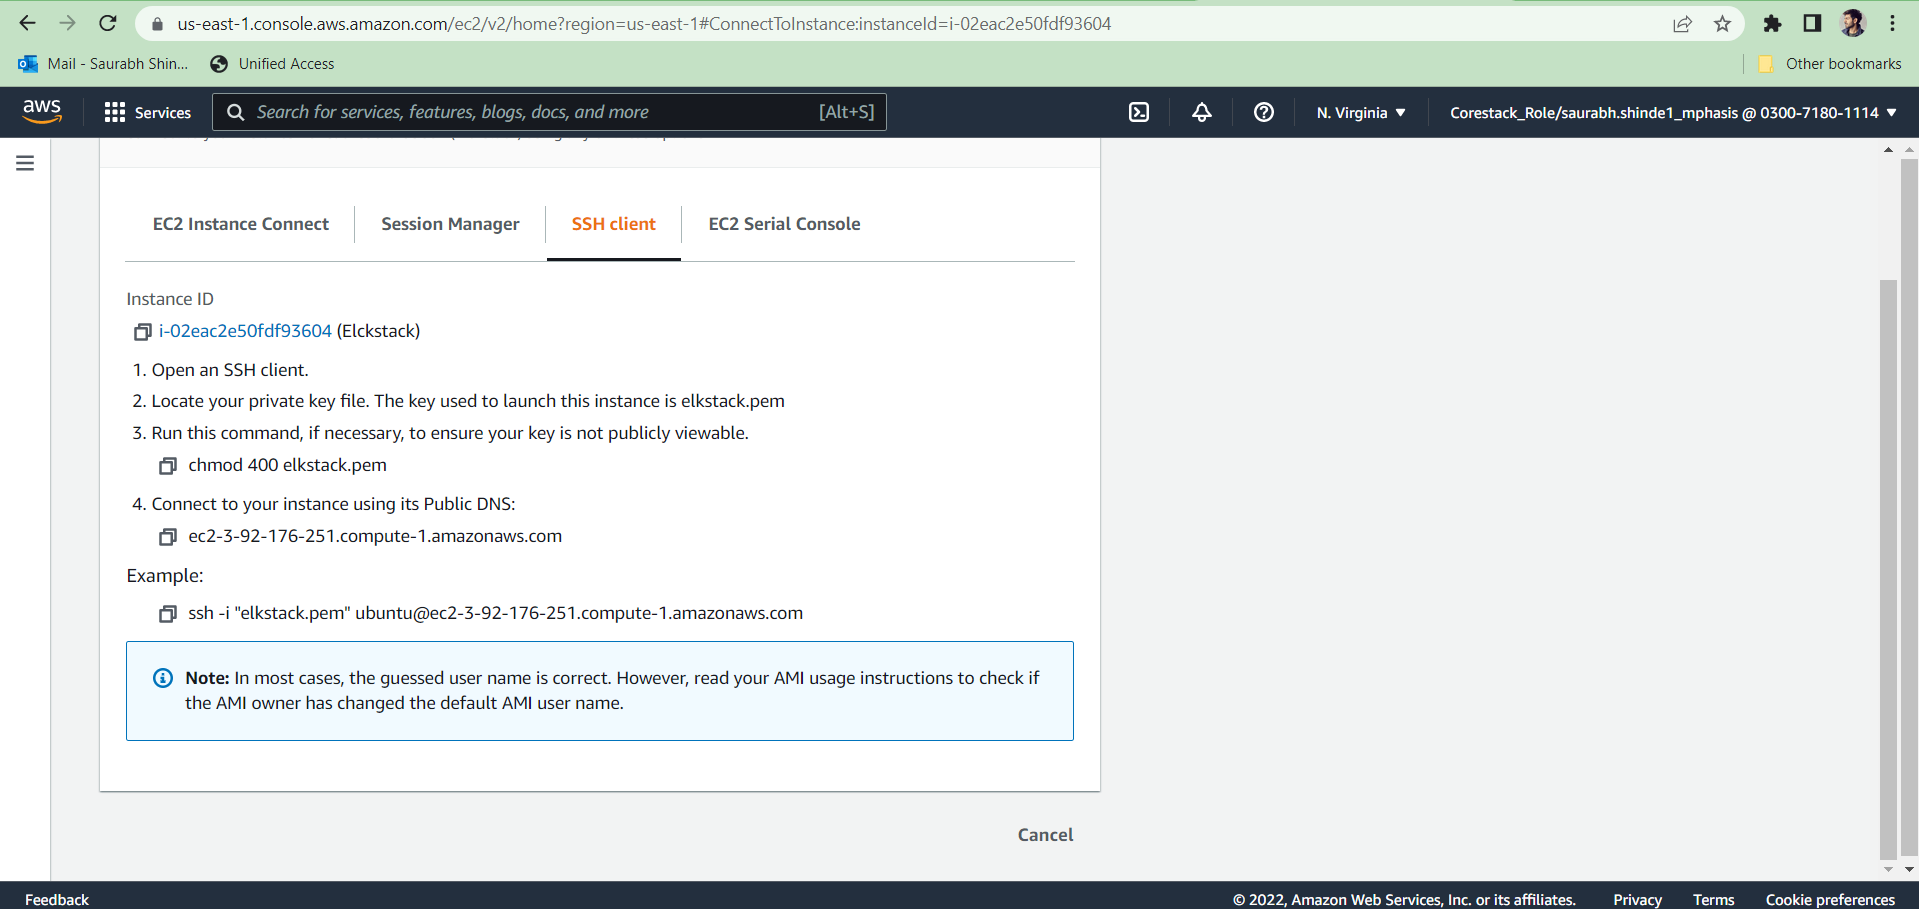 us-east-1.console.aws.amazon.com/ec2/v2/home?region=us-east-1#ConnectToInstance:instanceId=i-02eac2e50fdf93604
Mail - Saurabh Shin... Unified Access Other bookmarks
aws Services Search for services, features, blogs, docs, and more [Alt+S] N. Virginia Corestack_Role/saurabh.shinde1_mphasis @ 0300-7180-1114
EC2 Instance Connect Session Manager SSH client EC2 Serial Console
Instance ID
i-02eac2e50fdf93604 (Elckstack)
1. Open an SSH client.
2. Locate your private key file. The key used to launch this instance is elkstack.pem
3. Run this command, if necessary, to ensure your key is not publicly viewable.
chmod 400 elkstack.pem
4. Connect to your instance using its Public DNS:
ec2-3-92-176-251.compute-1.amazonaws.com
Example:
ssh -i "elkstack.pem" ubuntu@ec2-3-92-176-251.compute-1.amazonaws.com
Note: In most cases, the guessed user name is correct. However, read your AMI usage instructions to check if
the AMI owner has changed the default AMI user name.
Cancel
Feedback © 2022, Amazon Web Services, Inc. or its affiliates. Privacy Terms Cookie preferences